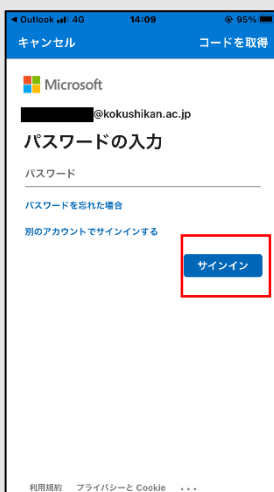 ◀ Outlook 4G 14:09 95%
キャンセル コードを取得
Microsoft
@kokushikan.ac.jp
パスワードの入力
パスワード
パスワードを忘れた場合
別のアカウントでサインインする
サインイン
利用規約 プライバシーと Cookie ...